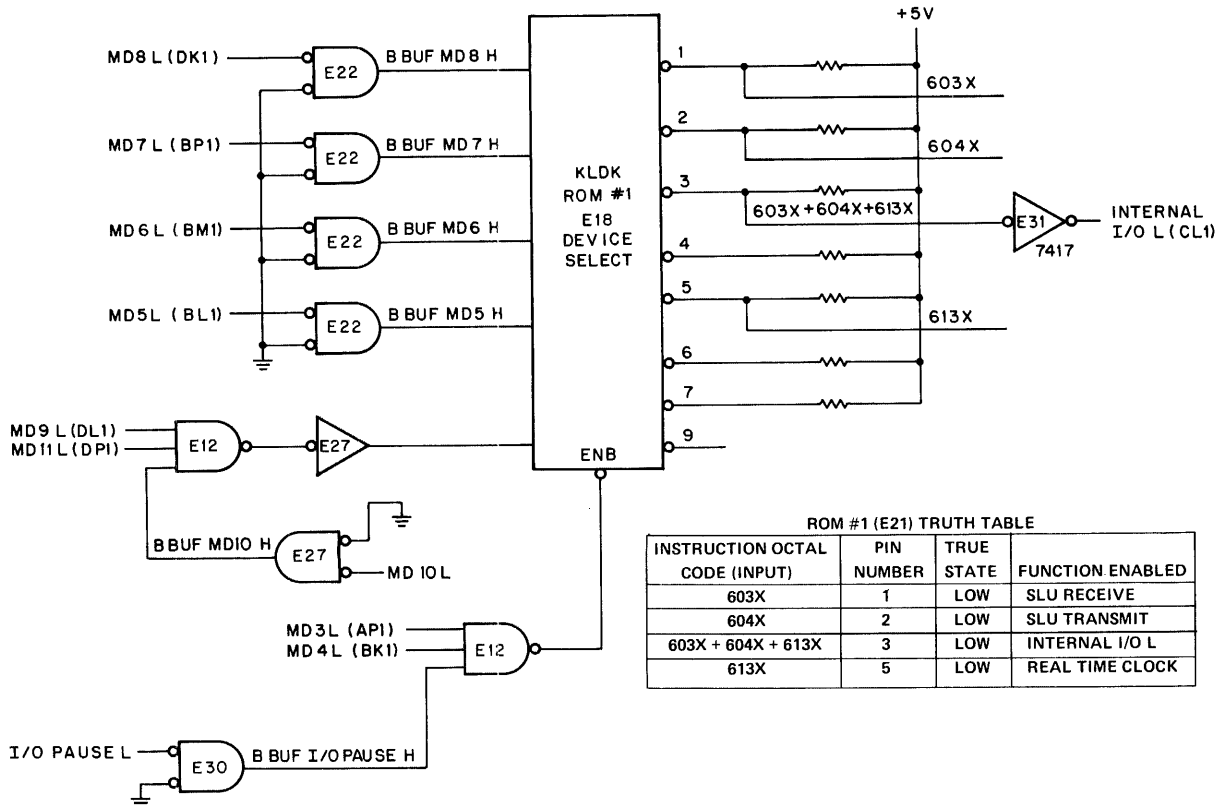 +5V
MD8 L (DK1)
E22
B BUF MD 8 H
1
603X
MD7 L (BP1)
E22
B BUF MD 7 H
2
604X
KLDK
ROM #1
E18
DEVICE
SELECT
3
603X+604X+613X
E31
7417
INTERNAL
I/O L (CL1)
MD6 L (BM1)
E22
B BUF MD6 H
4
MD5L (BL1)
E22
B BUF MD5 H
5
613X
6
7
MD9 L (DL1)
MD11 L (DP1)
E12
E27
9
ENB
B BUF MD10 H
E27
MD 10 L
MD3L (AP1)
MD4L (BK1)
E12
I/O PAUSE L
E30
B BUF I/O PAUSE H
ROM #1 (E21) TRUTH TABLE
INSTRUCTION OCTAL CODE (INPUT)
PIN NUMBER
TRUE STATE
FUNCTION ENABLED
603X 1 LOW SLU RECEIVE
604X 2 LOW SLU TRANSMIT
603X + 604X + 613X 3 LOW INTERNAL I/O L
613X 5 LOW REAL TIME CLOCK